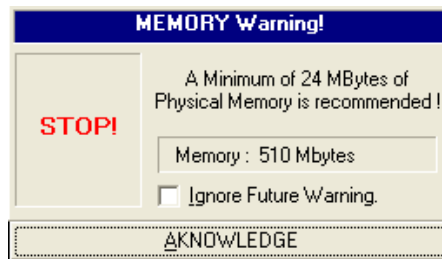 MEMORY Warning!
STOP!
A Minimum of 24 MBytes of
Physical Memory is recommended !
Memory : 510 Mbytes
Ignore Future Warning.
AKNOWLEDGE